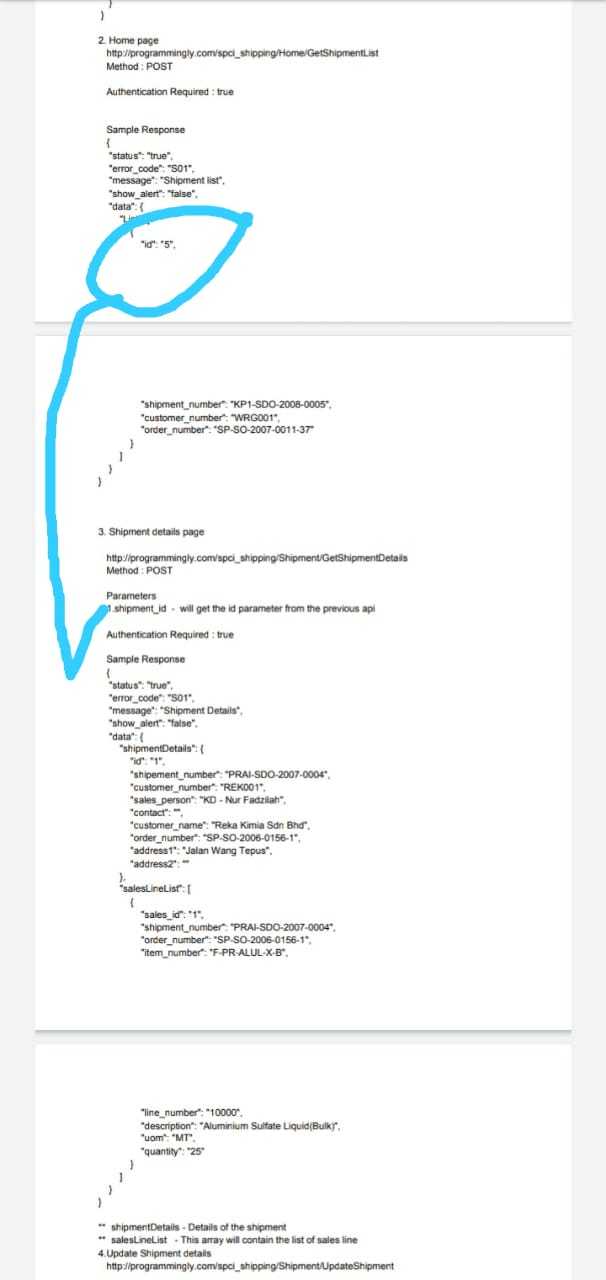 }
}
2. Home page
http://programmingly.com/spci_shipping/Home/GetShipmentList
Method : POST
Authentication Required : true
Sample Response
{
"status": "true",
"error_code": "S01",
"message": "Shipment list",
"show_alert": "false",
"data": {
{
"id": "5",
"shipment_number": "KP1-SDO-2008-0005",
"customer_number": "WRG001",
"order_number": "SP-SO-2007-0011-37"
}
]
}
}
3. Shipment details page
http://programmingly.com/spci_shipping/Shipment/GetShipmentDetails
Method : POST
Parameters
1.shipment_id - will get the id parameter from the previous api
Authentication Required : true
Sample Response
{
"status": "true",
"error_code": "S01",
"message": "Shipment Details",
"show_alert": "false",
"data": {
"shipmentDetails": {
"id": "1",
"shipement_number": "PRAI-SDO-2007-0004",
"customer_number": "REK001",
"sales_person": "KD - Nur Fadzilah",
"contact": "",
"customer_name": "Reka Kimia Sdn Bhd",
"order_number": "SP-SO-2006-0156-1",
"address1": "Jalan Wang Tepus",
"address2": ""
},
"salesLineList": [
{
"sales_id": "1",
"shipment_number": "PRAI-SDO-2007-0004",
"order_number": "SP-SO-2006-0156-1",
"item_number": "F-PR-ALUL-X-B",
"line_number": "10000",
"description": "Aluminium Sulfate Liquid(Bulk)",
"uom": "MT",
"quantity": "25"
}
]
}
}
** shipmentDetails - Details of the shipment
** salesLineList - This array will contain the list of sales line
4.Update Shipment details
http://programmingly.com/spci_shipping/Shipment/UpdateShipment